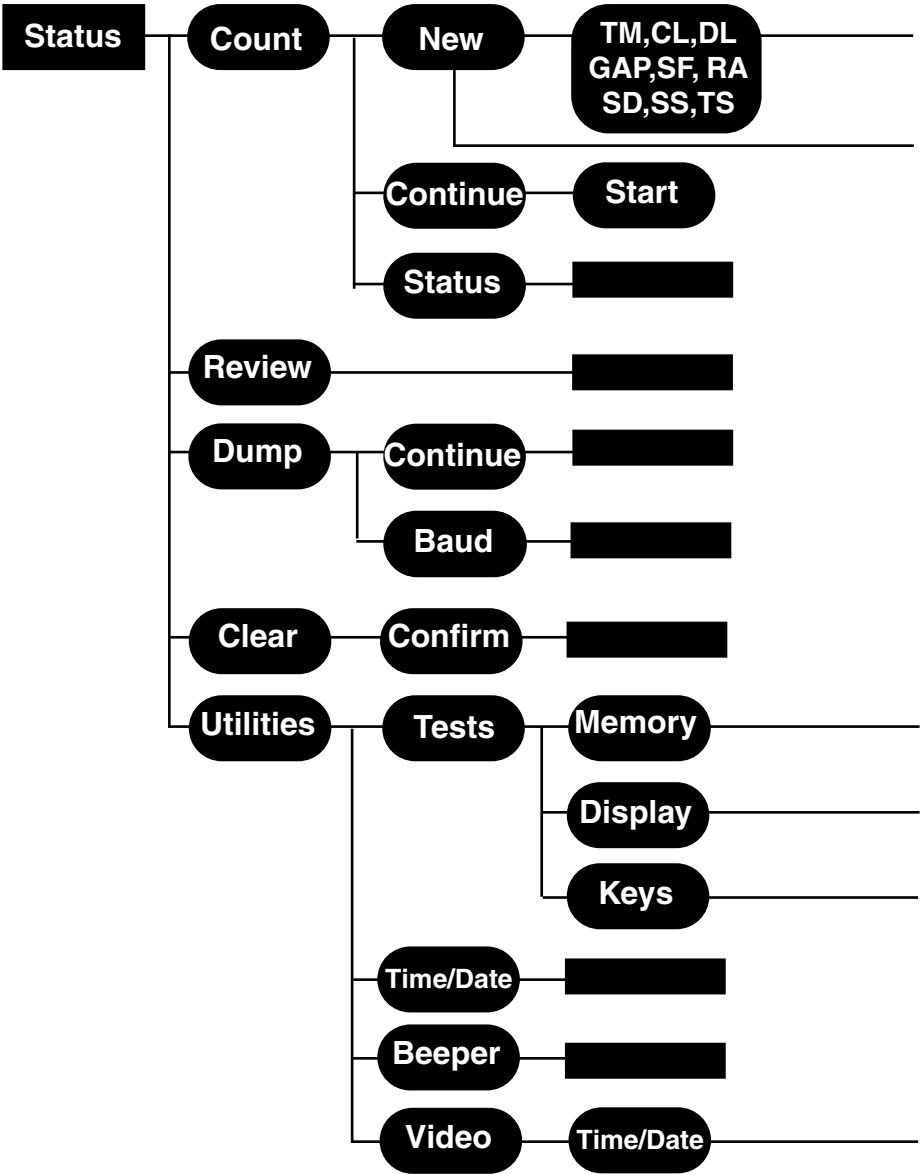 Status
Count
New
TM,CL,DL
GAP,SF, RA
SD,SS,TS
Continue
Start
Status
Review
Dump
Continue
Baud
Clear
Confirm
Utilities
Tests
Memory
Display
Keys
Time/Date
Beeper
Video
Time/Date